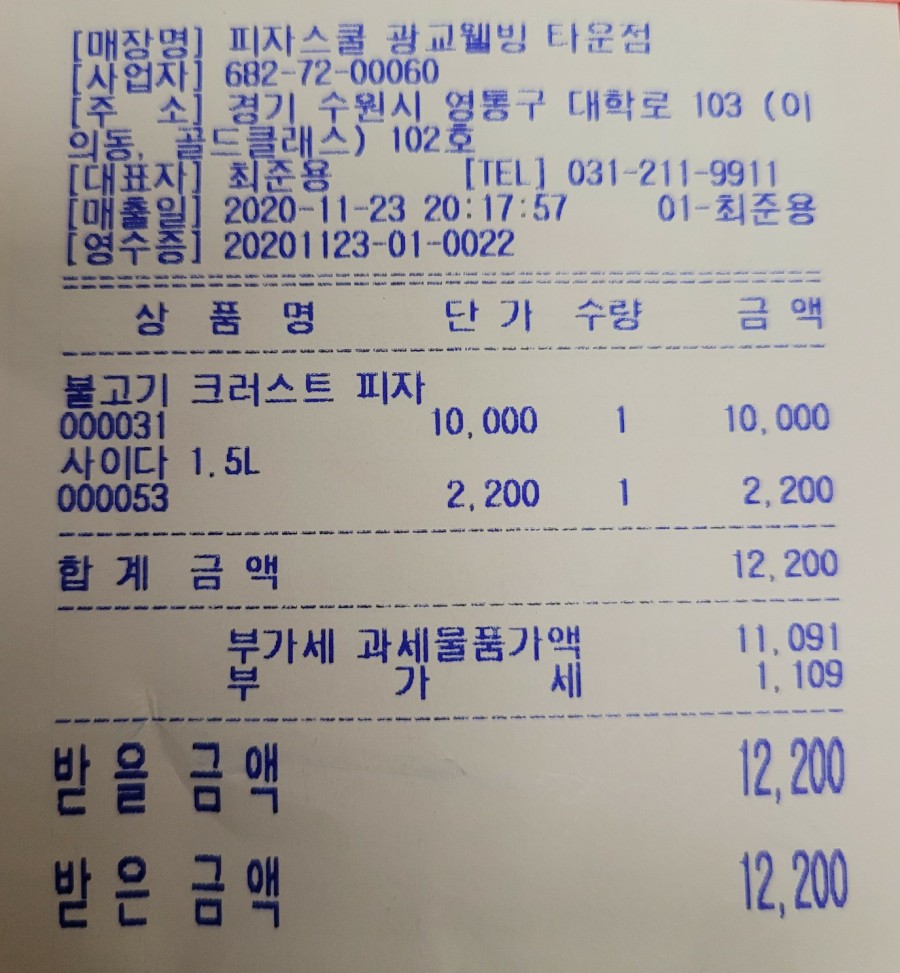 [매장명] 피자스쿨 광교웰빙 타운점
[사업자] 682-72-00060
[주 소] 경기 수원시 영통구 대학로 103 (이
의동, 골드클래스) 102호
[대표자] 최준용 [TEL] 031-211-9911
[매출일] 2020-11-23 20:17:57 01-최준용
[영수증] 20201123-01-0022
상 품 명 단 가 수량 금 액
불고기 크러스트 피자
000031 10,000 1 10,000
사이다 1.5L
000053 2,200 1 2,200
합 계 금 액 12,200
부가세 과세물품가액 11,091
부 가 세 1,109
받 을 금 액 12,200
받 은 금 액 12,200